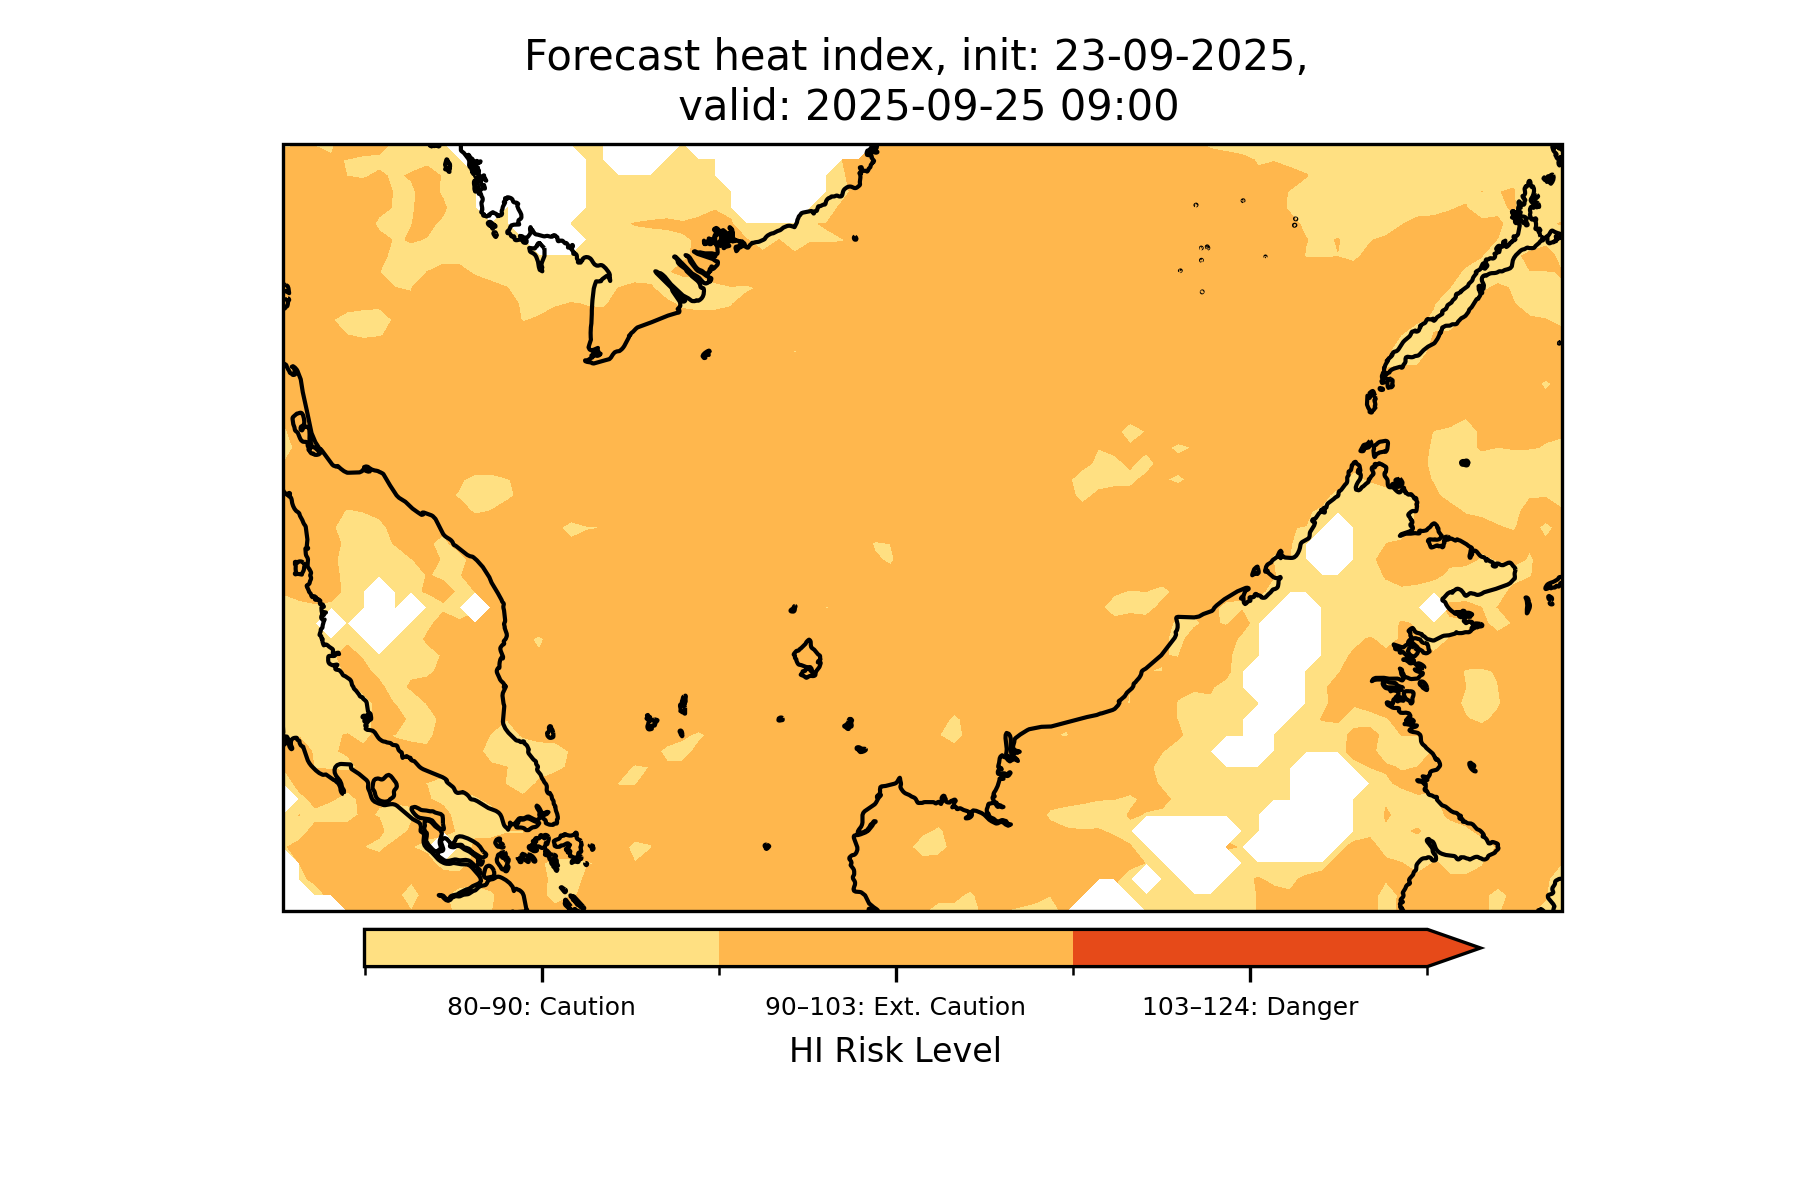 Forecast heat index, init: 23-09-2025,
valid: 2025-09-25 09:00
80–90: Caution
90–103: Ext. Caution
103–124: Danger
HI Risk Level